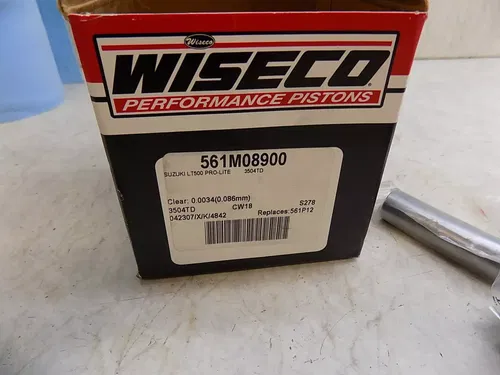 Wiseco
WISECO®
PERFORMANCE PISTONS
561M08900
SUZUKI LT500 PRO-LITE 3504TD
Clear: 0.0034(0.086mm) S278
3504TD CW18 Replaces:561P12
042307/X/K/4842